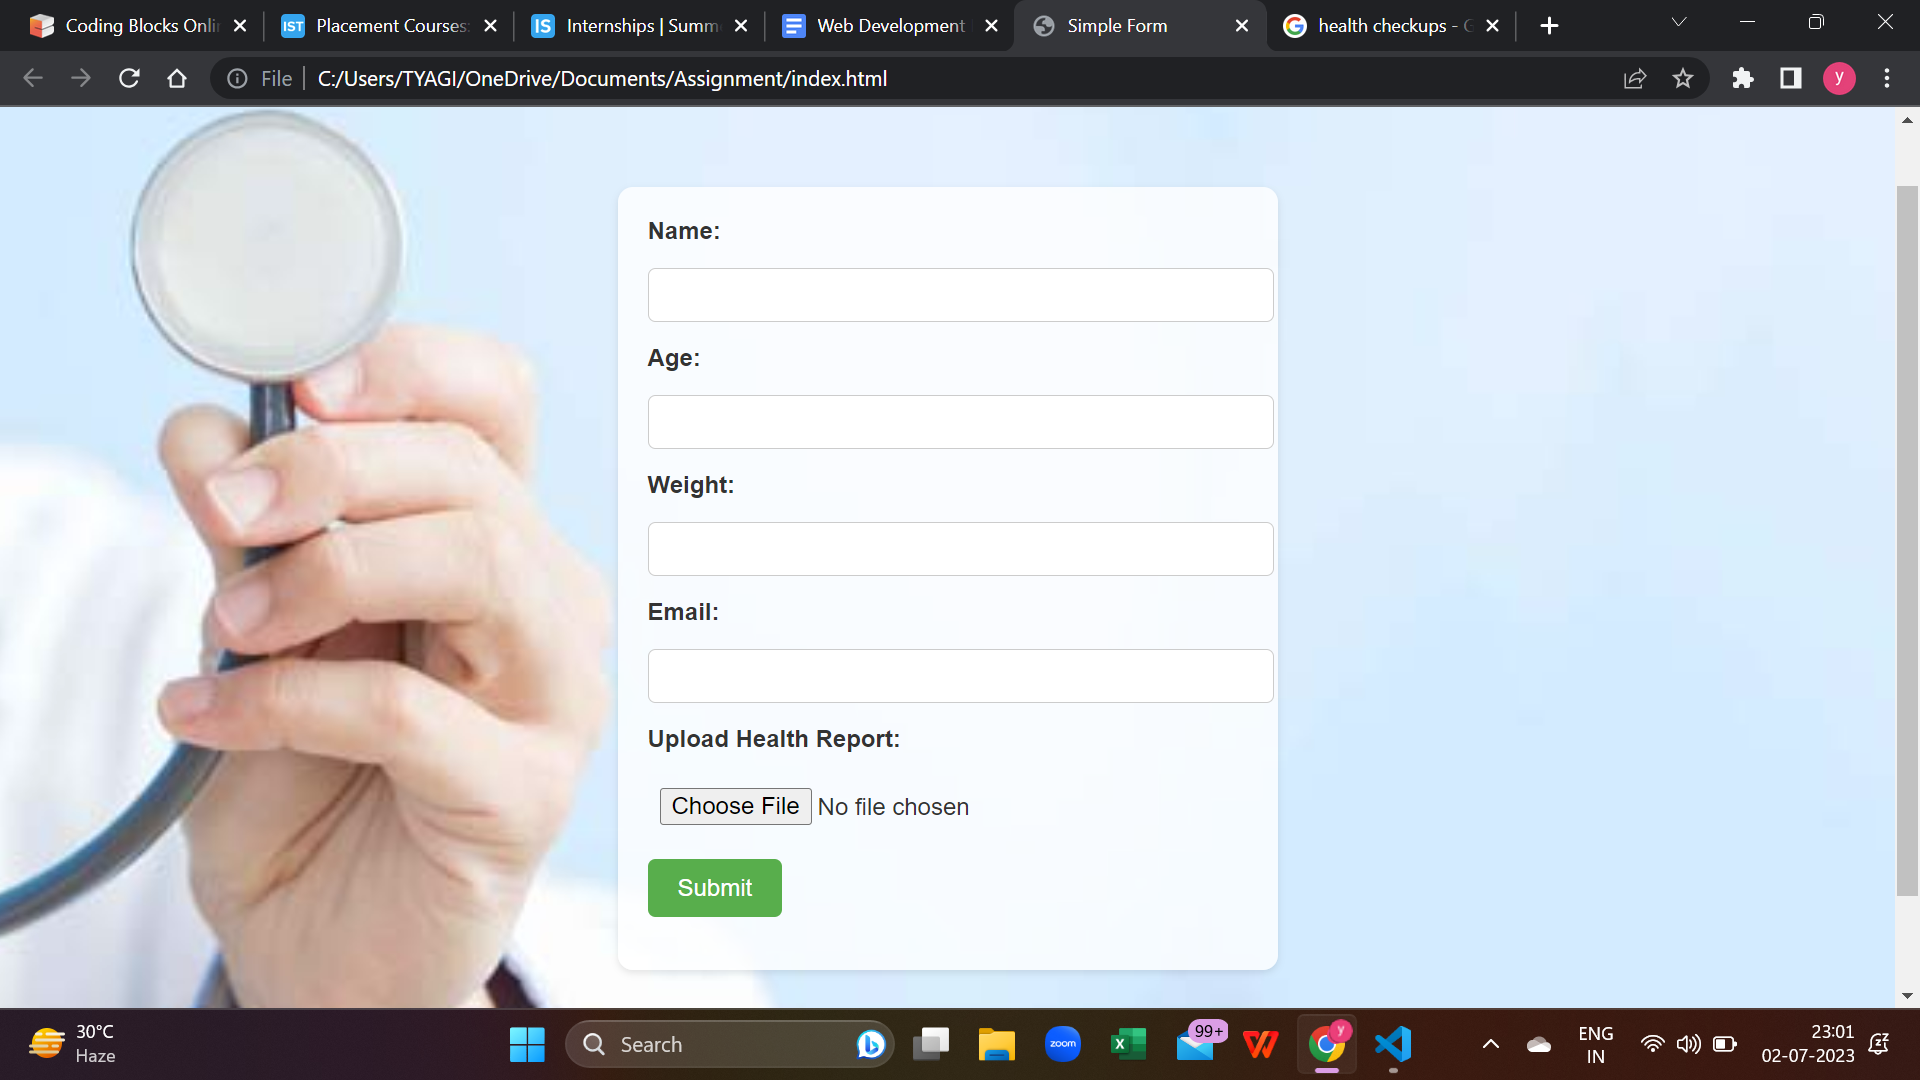 Coding Blocks Onli
IST Placement Courses:
IS Internships | Summ
Web Development
Simple Form
health checkups - G
File C:/Users/TYAGI/OneDrive/Documents/Assignment/index.html
y
Name:
Age:
Weight:
Email:
Upload Health Report:
Choose File No file chosen
Submit
30°C
Haze
Search
zoom
X
99+
y
ENG
IN
23:01
02-07-2023